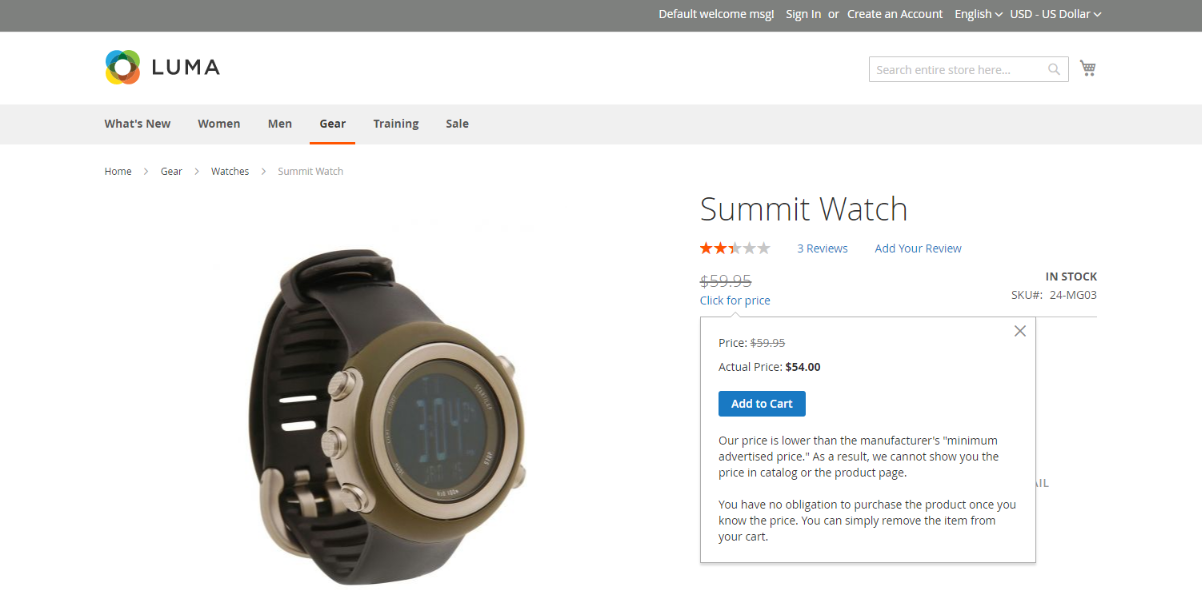 Default welcome msg! Sign In or Create an Account English USD - US Dollar
LUMA
Search entire store here...
What's New Women Men Gear Training Sale
Home > Gear > Watches > Summit Watch
Summit Watch
3 Reviews Add Your Review
$59.95
IN STOCK
Click for price
SKU#: 24-MG03
Price: $59.95
Actual Price: $54.00
Add to Cart
Our price is lower than the manufacturer's "minimum
advertised price." As a result, we cannot show you the
price in catalog or the product page.
AIL
You have no obligation to purchase the product once you
know the price. You can simply remove the item from
your cart.
3:04